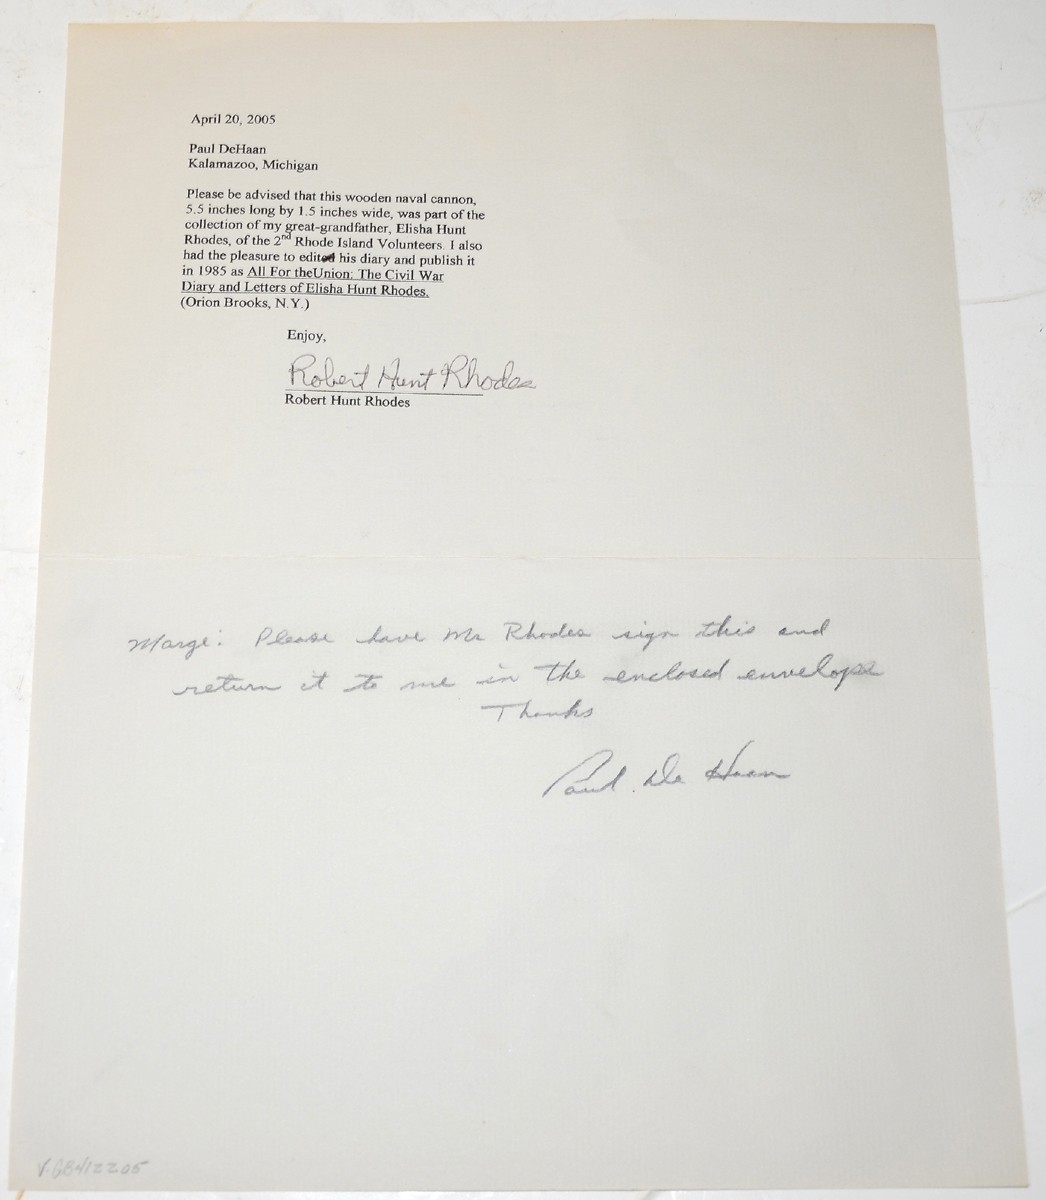 April 20, 2005
Paul DeHaan
Kalamazoo, Michigan
Please be advised that this wooden naval cannon,
5.5 inches long by 1.5 inches wide, was part of the
collection of my great-grandfather, Elisha Hunt
Rhodes, of the 2nd Rhode Island Volunteers. I also
had the pleasure to edited his diary and publish it
in 1985 as All For theUnion: The Civil War
Diary and Letters of Elisha Hunt Rhodes.
(Orion Brooks, N.Y.)
Enjoy,
Robert Hunt Rhodes
Robert Hunt Rhodes
Marge: Please have Mr Rhodes sign this and
return it to me in the enclosed envelope
Thanks
Paul De Haan